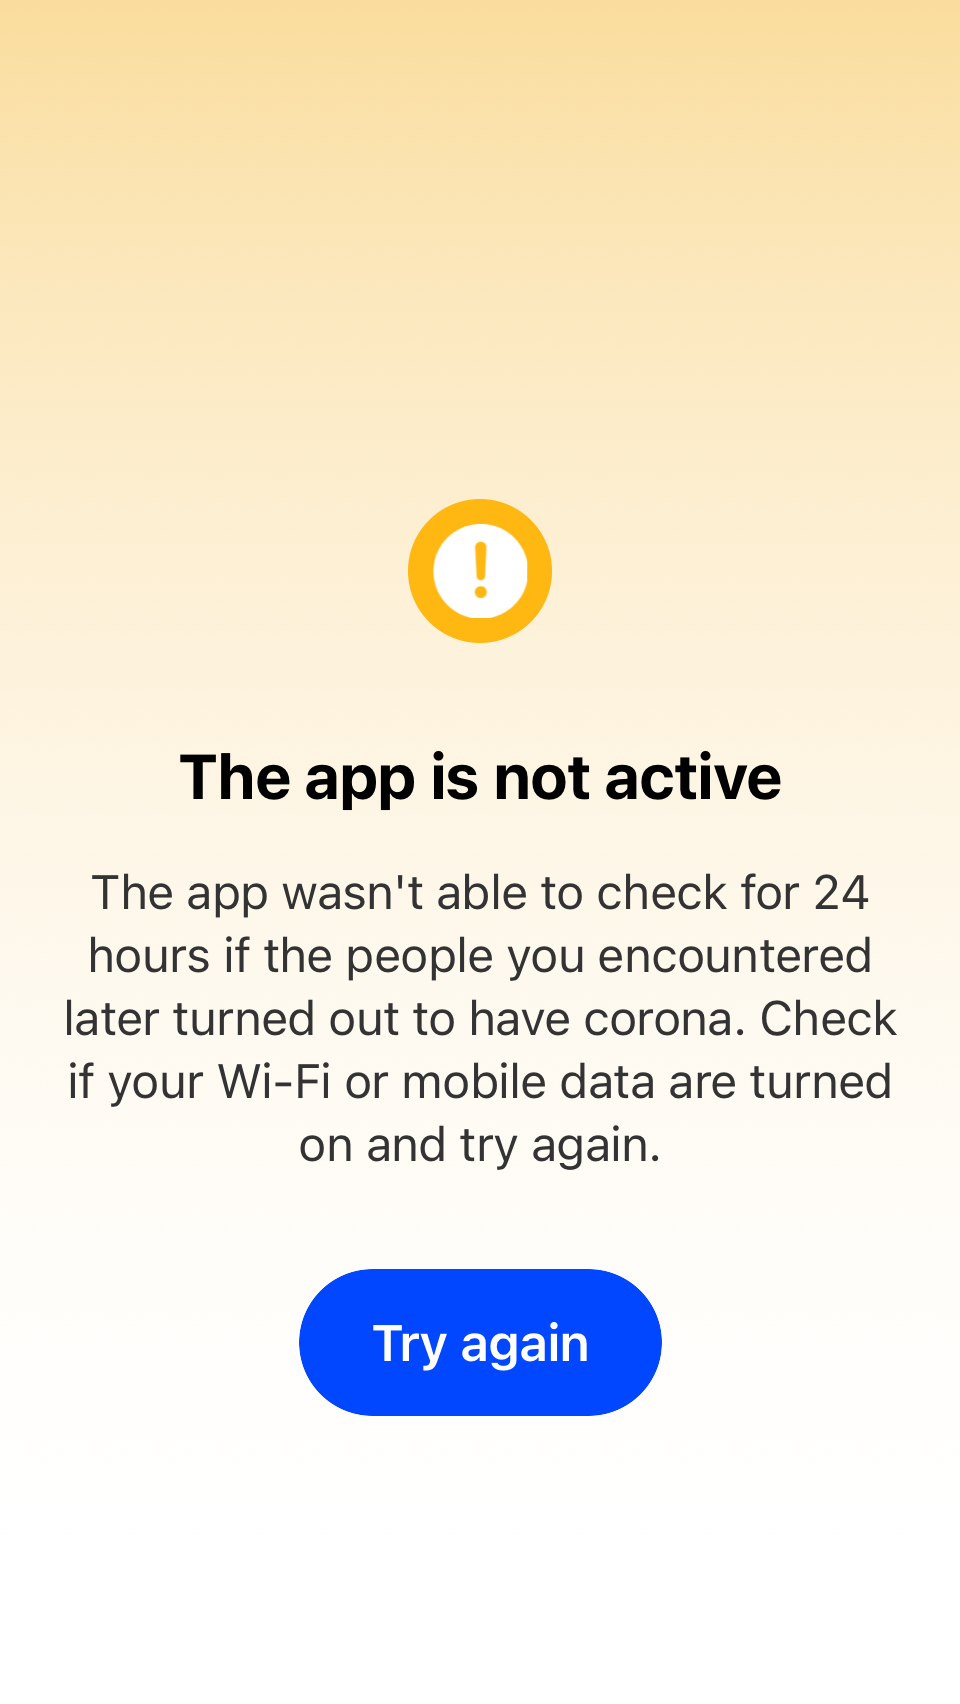 The app is not active
The app wasn't able to check for 24
hours if the people you encountered
later turned out to have corona. Check
if your Wi-Fi or mobile data are turned
on and try again.
Try again